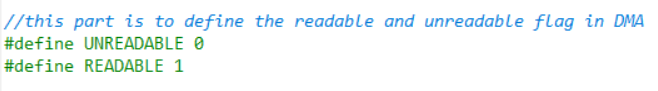 //this part is to define the readable and unreadable flag in DMA
#define UNREADABLE 0
#define READABLE 1